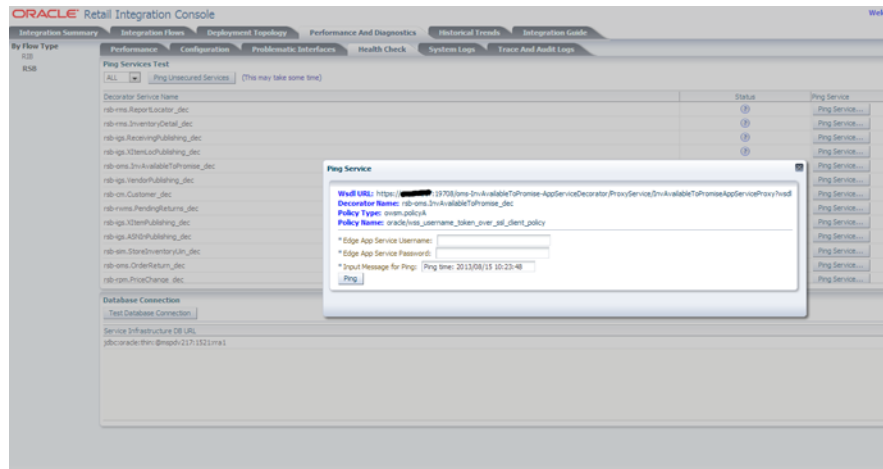 ORACLE Retail Integration Console
Wel
Integration Summary Integration Flows Deployment Topology Performance And Diagnostics Historical Trends Integration Guide
By Flow Type
RIB
RSB
Performance Configuration Problematic Interfaces Health Check System Logs Trace And Audit Logs
Ping Services Test
ALL Ping Unsecured Services (This may take some time)
Decorator Service Name Status Ping Service
rsb-rms.ReportLocator_dec Ping Service...
rsb-rms.InventoryDetail_dec Ping Service...
rsb-igs.ReceivingPublishing_dec Ping Service...
rsb-igs.XItemLocPublishing_dec Ping Service...
rsb-oms.InvAvailableToPromise_dec Ping Service...
rsb-igs.VendorPublishing_dec Ping Service...
rsb-cm.Customer_dec Ping Service...
rsb-rwms.PendingReturns_dec Ping Service...
rsb-igs.XItemPublishing_dec Ping Service...
rsb-igs.ASNInPublishing_dec Ping Service...
rsb-sim.StoreInventoryUin_dec Ping Service...
rsb-oms.OrderReturn_dec Ping Service...
rsb-rpm.PriceChange_dec Ping Service...
Ping Service
Wsdl URL: https:// :19708/oms-InvAvailableToPromise-AppServiceDecorator/ProxyService/InvAvailableToPromiseAppServiceProxy?wsdl
Decorator Name: rsb-oms.InvAvailableToPromise_dec
Policy Type: owsm.policyA
Policy Name: oracle/wss_username_token_over_ssl_client_policy
* Edge App Service Username:
* Edge App Service Password:
* Input Message for Ping: Ping time: 2013/08/15 10:23:48
Ping
Database Connection
Test Database Connection
Service Infrastructure DB URL
jdbc:oracle:thin:@mspdv217:1521:rra1